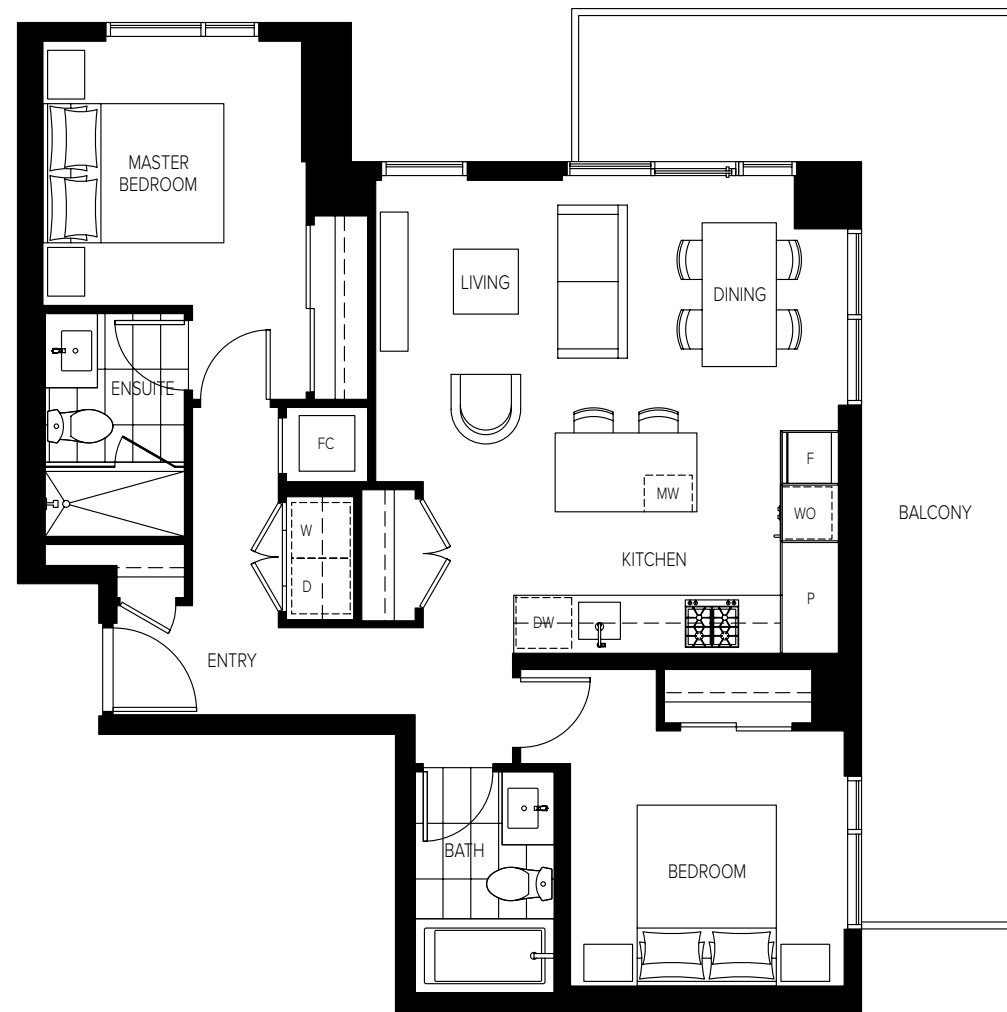 MASTER
BEDROOM
LIVING
DINING
ENSUITE
FC
F
MW
WO
BALCONY
W
KITCHEN
D
P
DW
ENTRY
BATH
BEDROOM